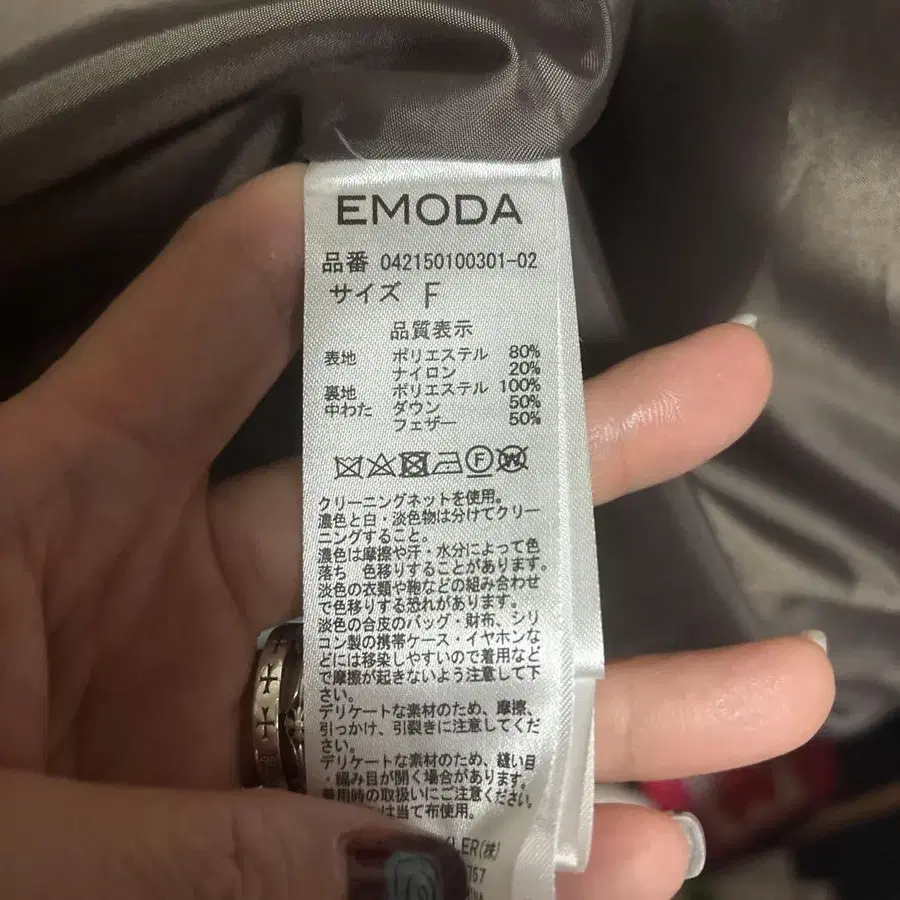 EMODA
品番 042150100301-02
サイズ F
品質表示
表地 ポリエステル 80%
ナイロン 20%
裏地 ポリエステル 100%
中わた ダウン 50%
フェザー 50%
F W
クリーニングネットを使用。
濃色と白・淡色物は分けてクリー
ニングすること。
濃色は摩擦や汗・水分によって色
落ち 色移りすることがあります。
淡色の衣類や鞄などの組み合わせ
で色移りする恐れがあります。
淡色の合皮のバッグ・財布、シリ
コン製の携帯ケース・イヤホンな
どには移染しやすいので着用など
で摩擦が起きないよう注意して下
さい。
デリケートな素材のため、摩擦、
引っかけ、引裂きに注意してくだ
さい。
デリケートな素材のため、縫い目
・編み目が開く場合があります。
着用時の取扱いにご注意ください。
は当て布使用。
LER(株)
757